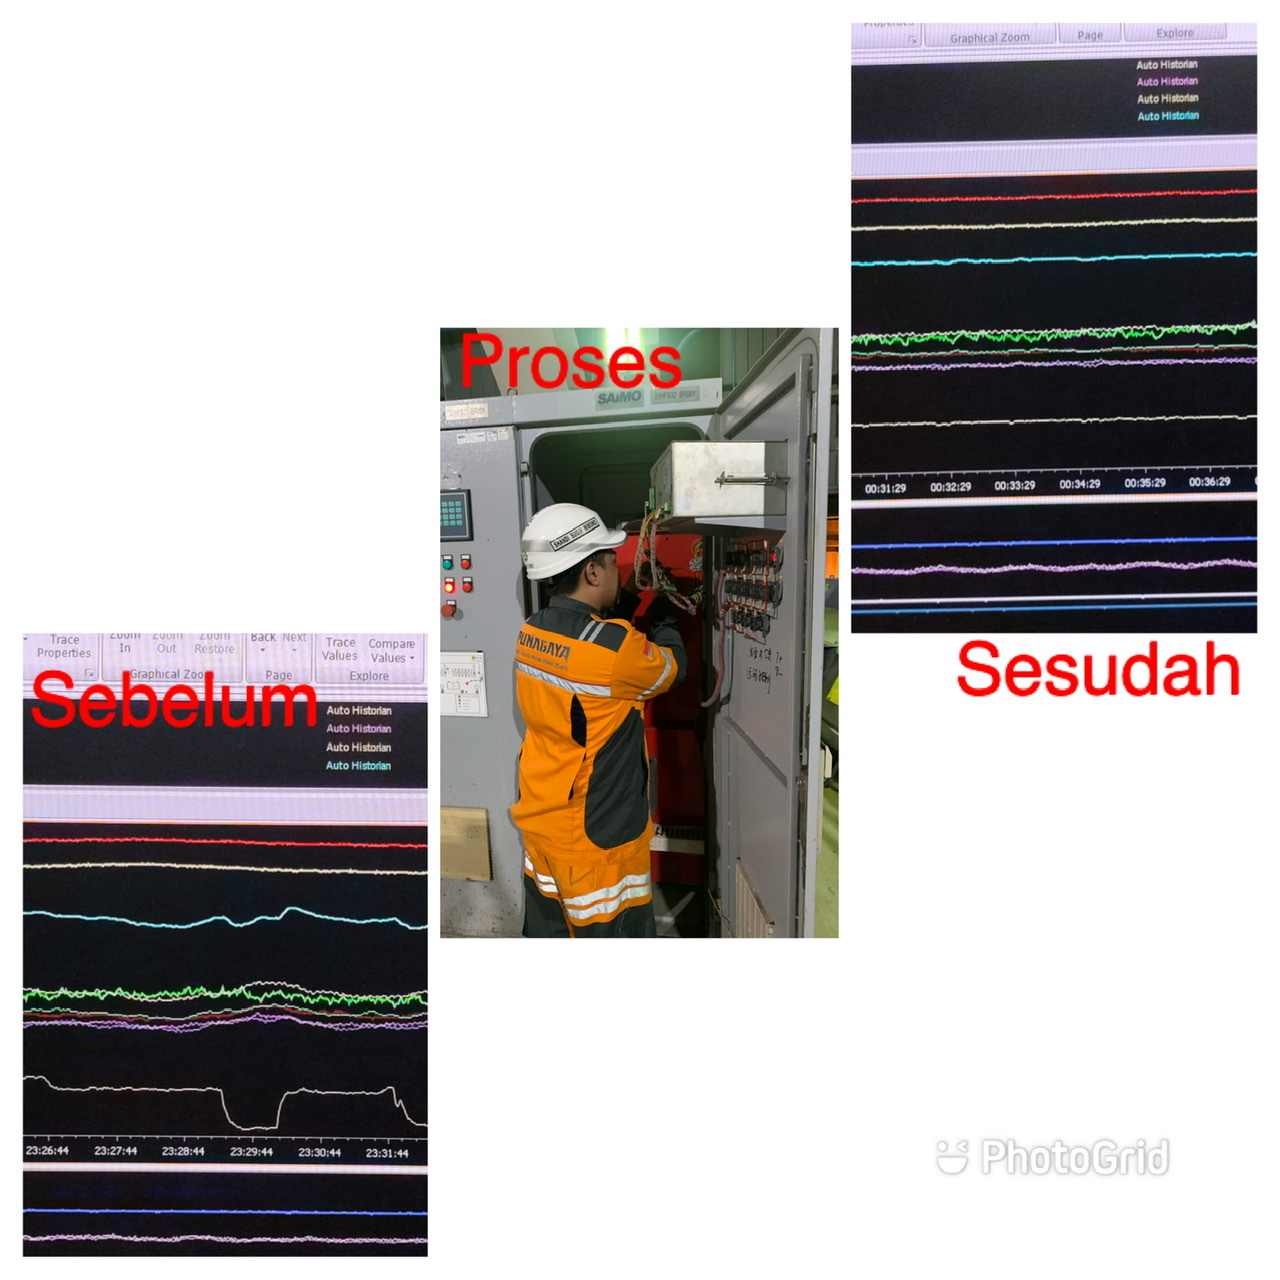 Graphical Zoom
Page
Explore
Auto Historian
Auto Historian
Auto Historian
Auto Historian
00:31:29 00:32:29 00:33:29 00:34:29 00:35:29 00:36:29
Sesudah
Proses
SAIMO
PUNAGAYA
Trace Properties
Zoom In
Zoom Out
Zoom Restore
Back
Next
Trace Values
Compare Values
Graphical Zoom
Page
Explore
Sebelum
Auto Historian
Auto Historian
Auto Historian
Auto Historian
23:26:44 23:27:44 23:28:44 23:29:44 23:30:44 23:31:44
PhotoGrid